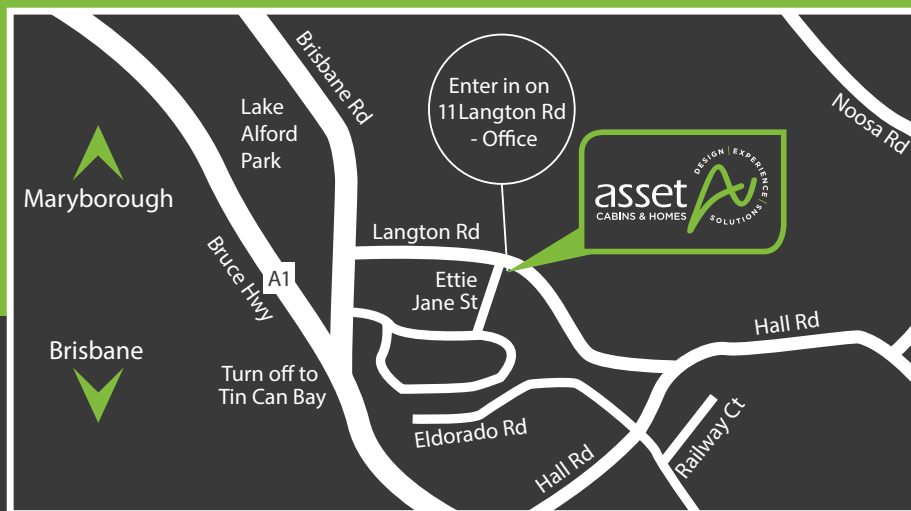 Brisbane Rd
Enter in on
11 Langton Rd
- Office
Noosa Rd
Lake
Alford
Park
Maryborough
asset
CABINS & HOMES
DESIGN | EXPERIENCE | SOLUTIONS
Langton Rd
Bruce Hwy
A1
Ettie
Jane St
Hall Rd
Brisbane
Turn off to
Tin Can Bay
Eldorado Rd
Hall Rd
Railway Ct